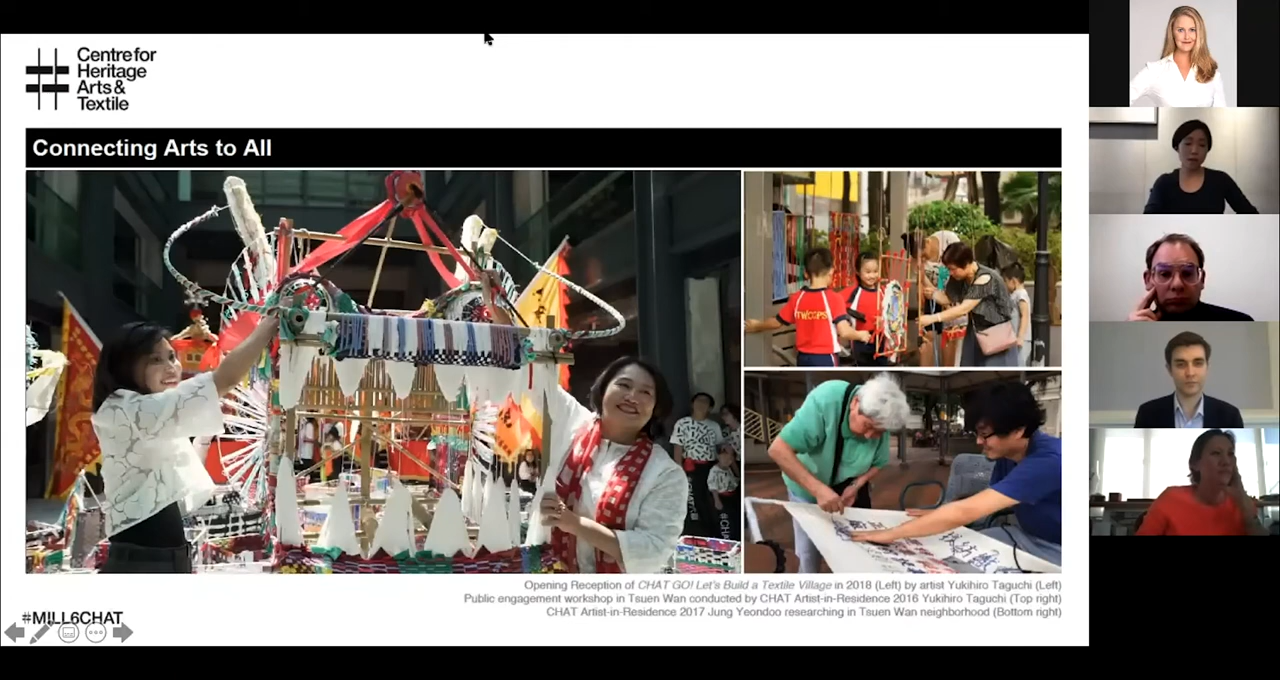 Centre for
Heritage
Arts &
Textile
Connecting Arts to All
TWCGPS
Opening Reception of CHAT GO! Let's Build a Textile Village in 2018 (Left) by artist Yukihiro Taguchi (Left)
Public engagement workshop in Tsuen Wan conducted by CHAT Artist-in-Residence 2016 Yukihiro Taguchi (Top right)
CHAT Artist-in-Residence 2017 Jung Yeondoo researching in Tsuen Wan neighborhood (Bottom right)
#MILL6CHAT